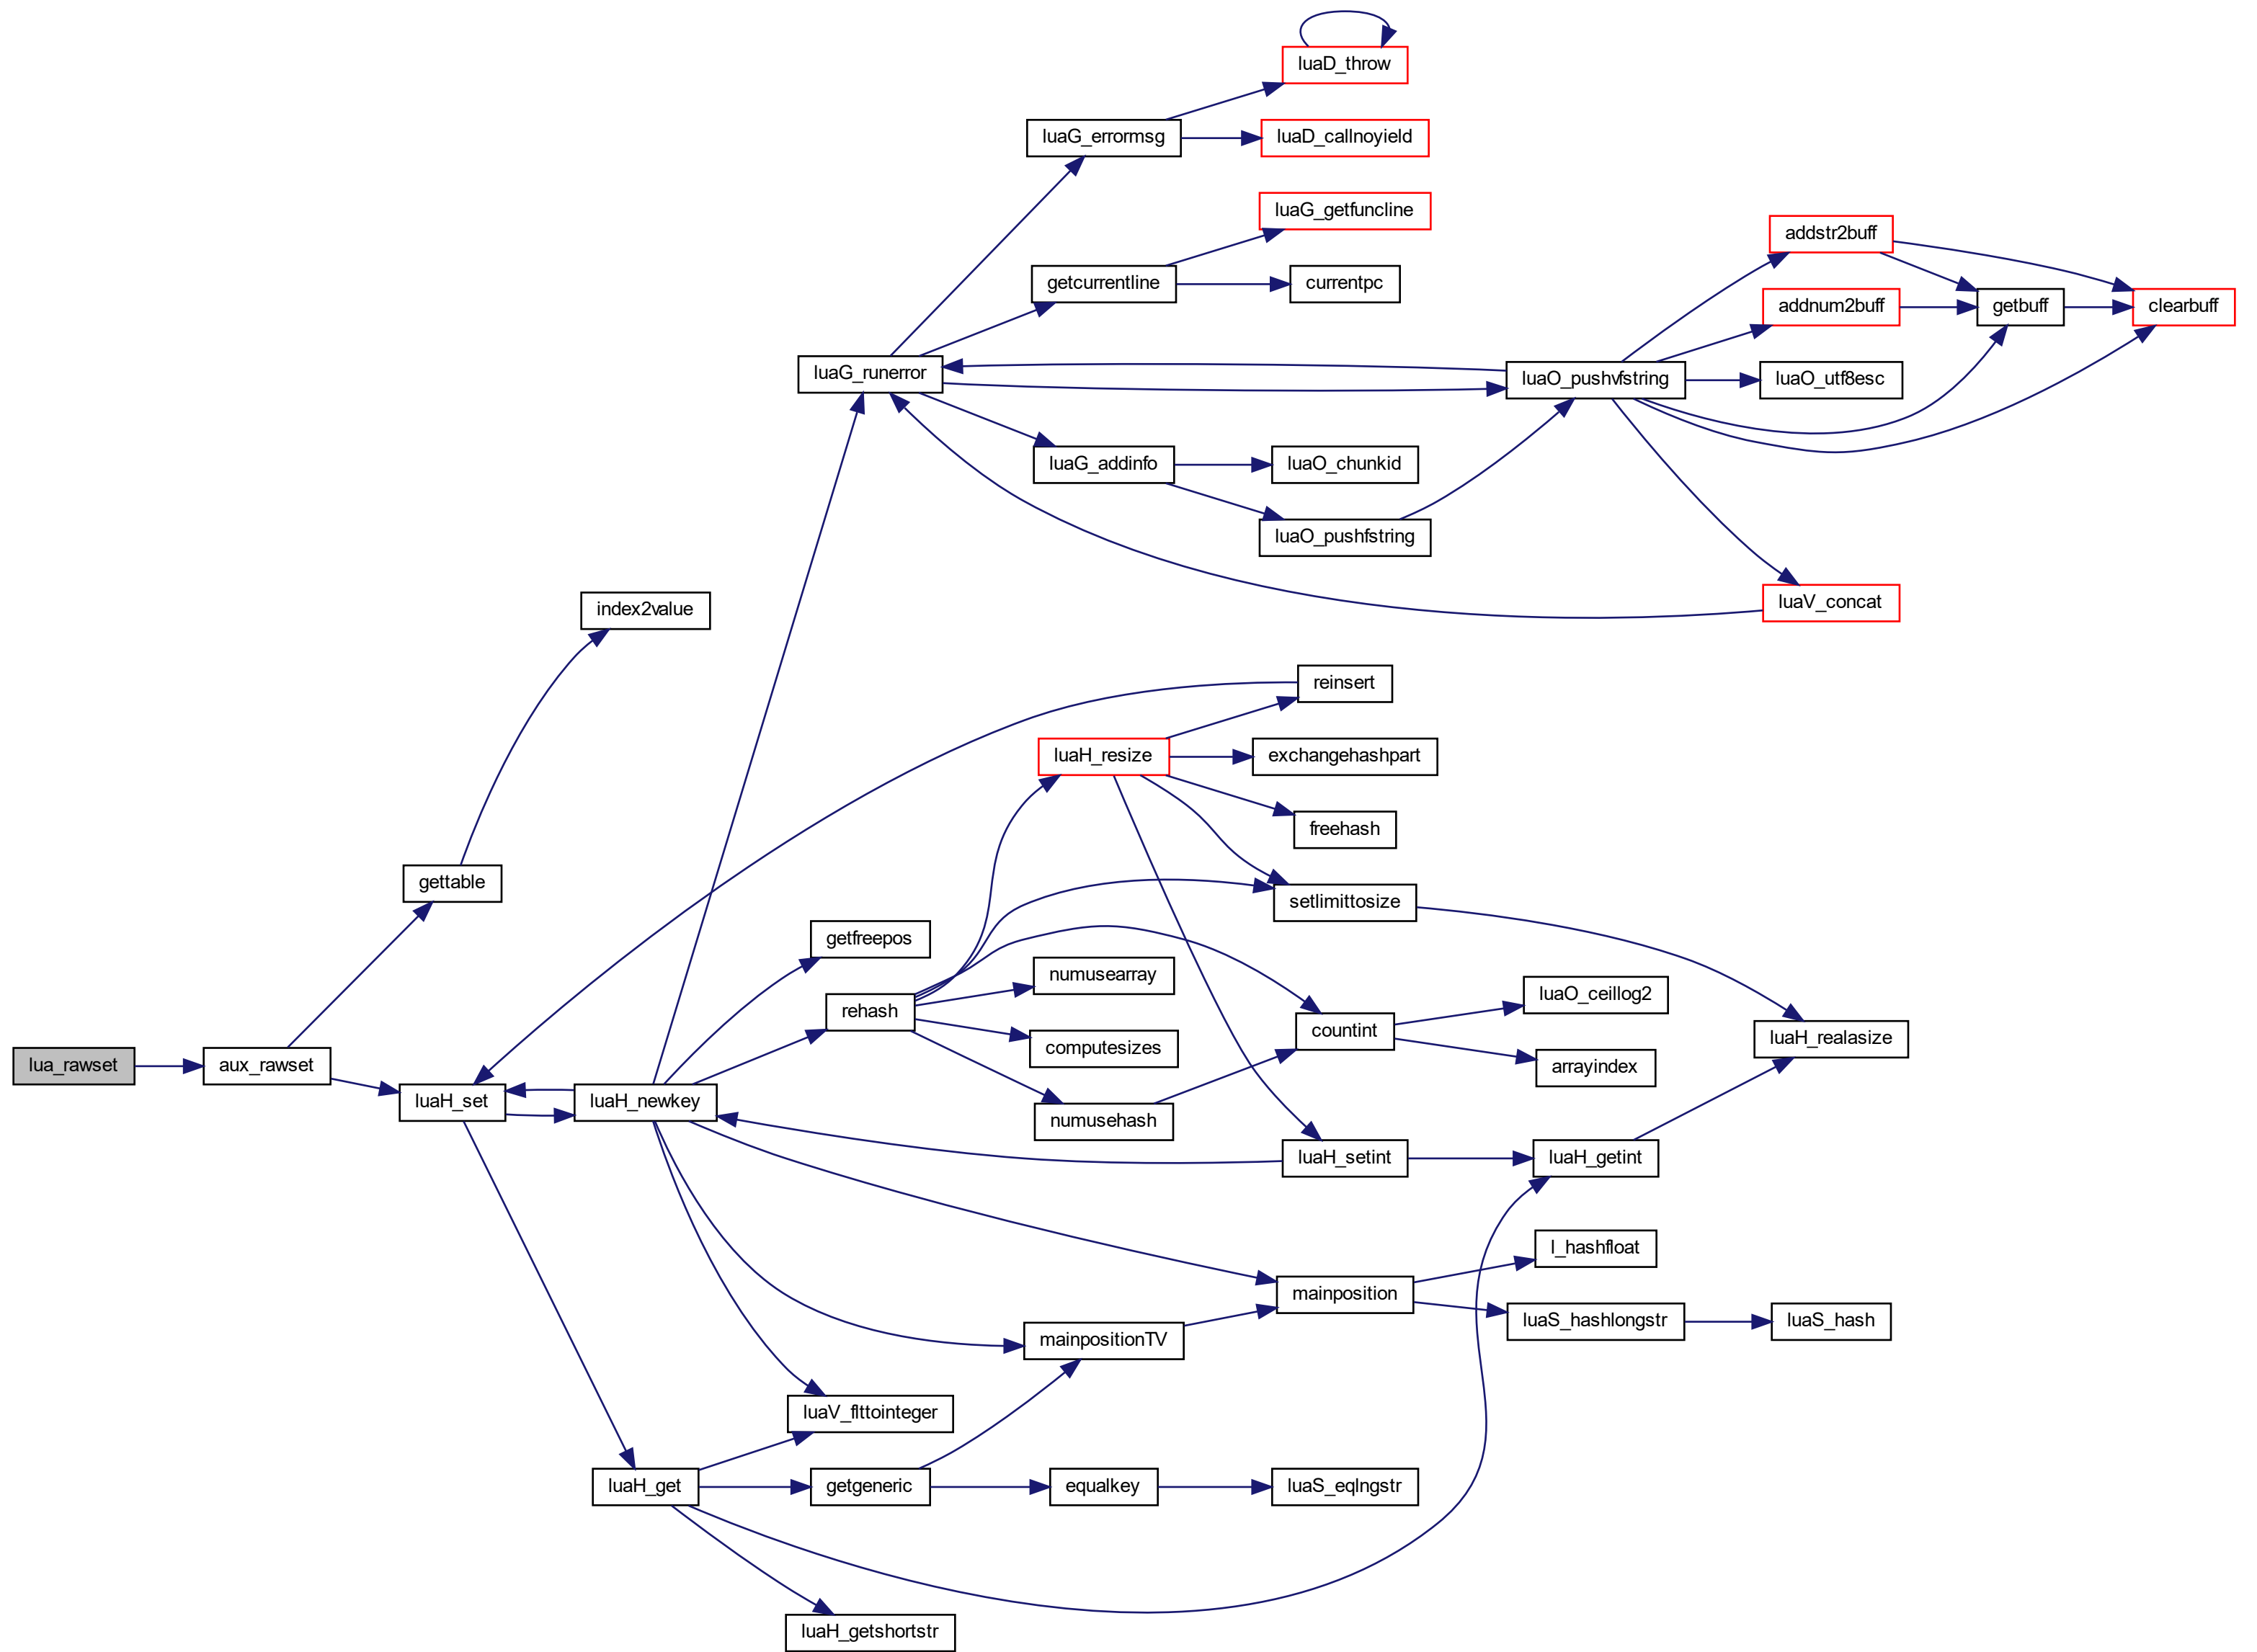 luaD_throw
luaG_errormsg
luaD_callnoyield
luaG_getfuncline
addstr2buff
getcurrentline
currentpc
addnum2buff
getbuff
clearbuff
luaG_runerror
luaO_pushvfstring
luaO_utf8esc
luaG_addinfo
luaO_chunkid
luaO_pushfstring
index2value
luaV_concat
reinsert
luaH_resize
exchangehashpart
freehash
gettable
setlimittosize
getfreepos
numusearray
luaO_ceillog2
rehash
countint
luaH_realasize
computesizes
arrayindex
lua_rawset
aux_rawset
luaH_set
luaH_newkey
numusehash
luaH_setint
luaH_getint
l_hashfloat
mainposition
luaS_hashlongstr
luaS_hash
mainpositionTV
luaV_flttointeger
luaH_get
getgeneric
equalkey
luaS_eqlngstr
luaH_getshortstr